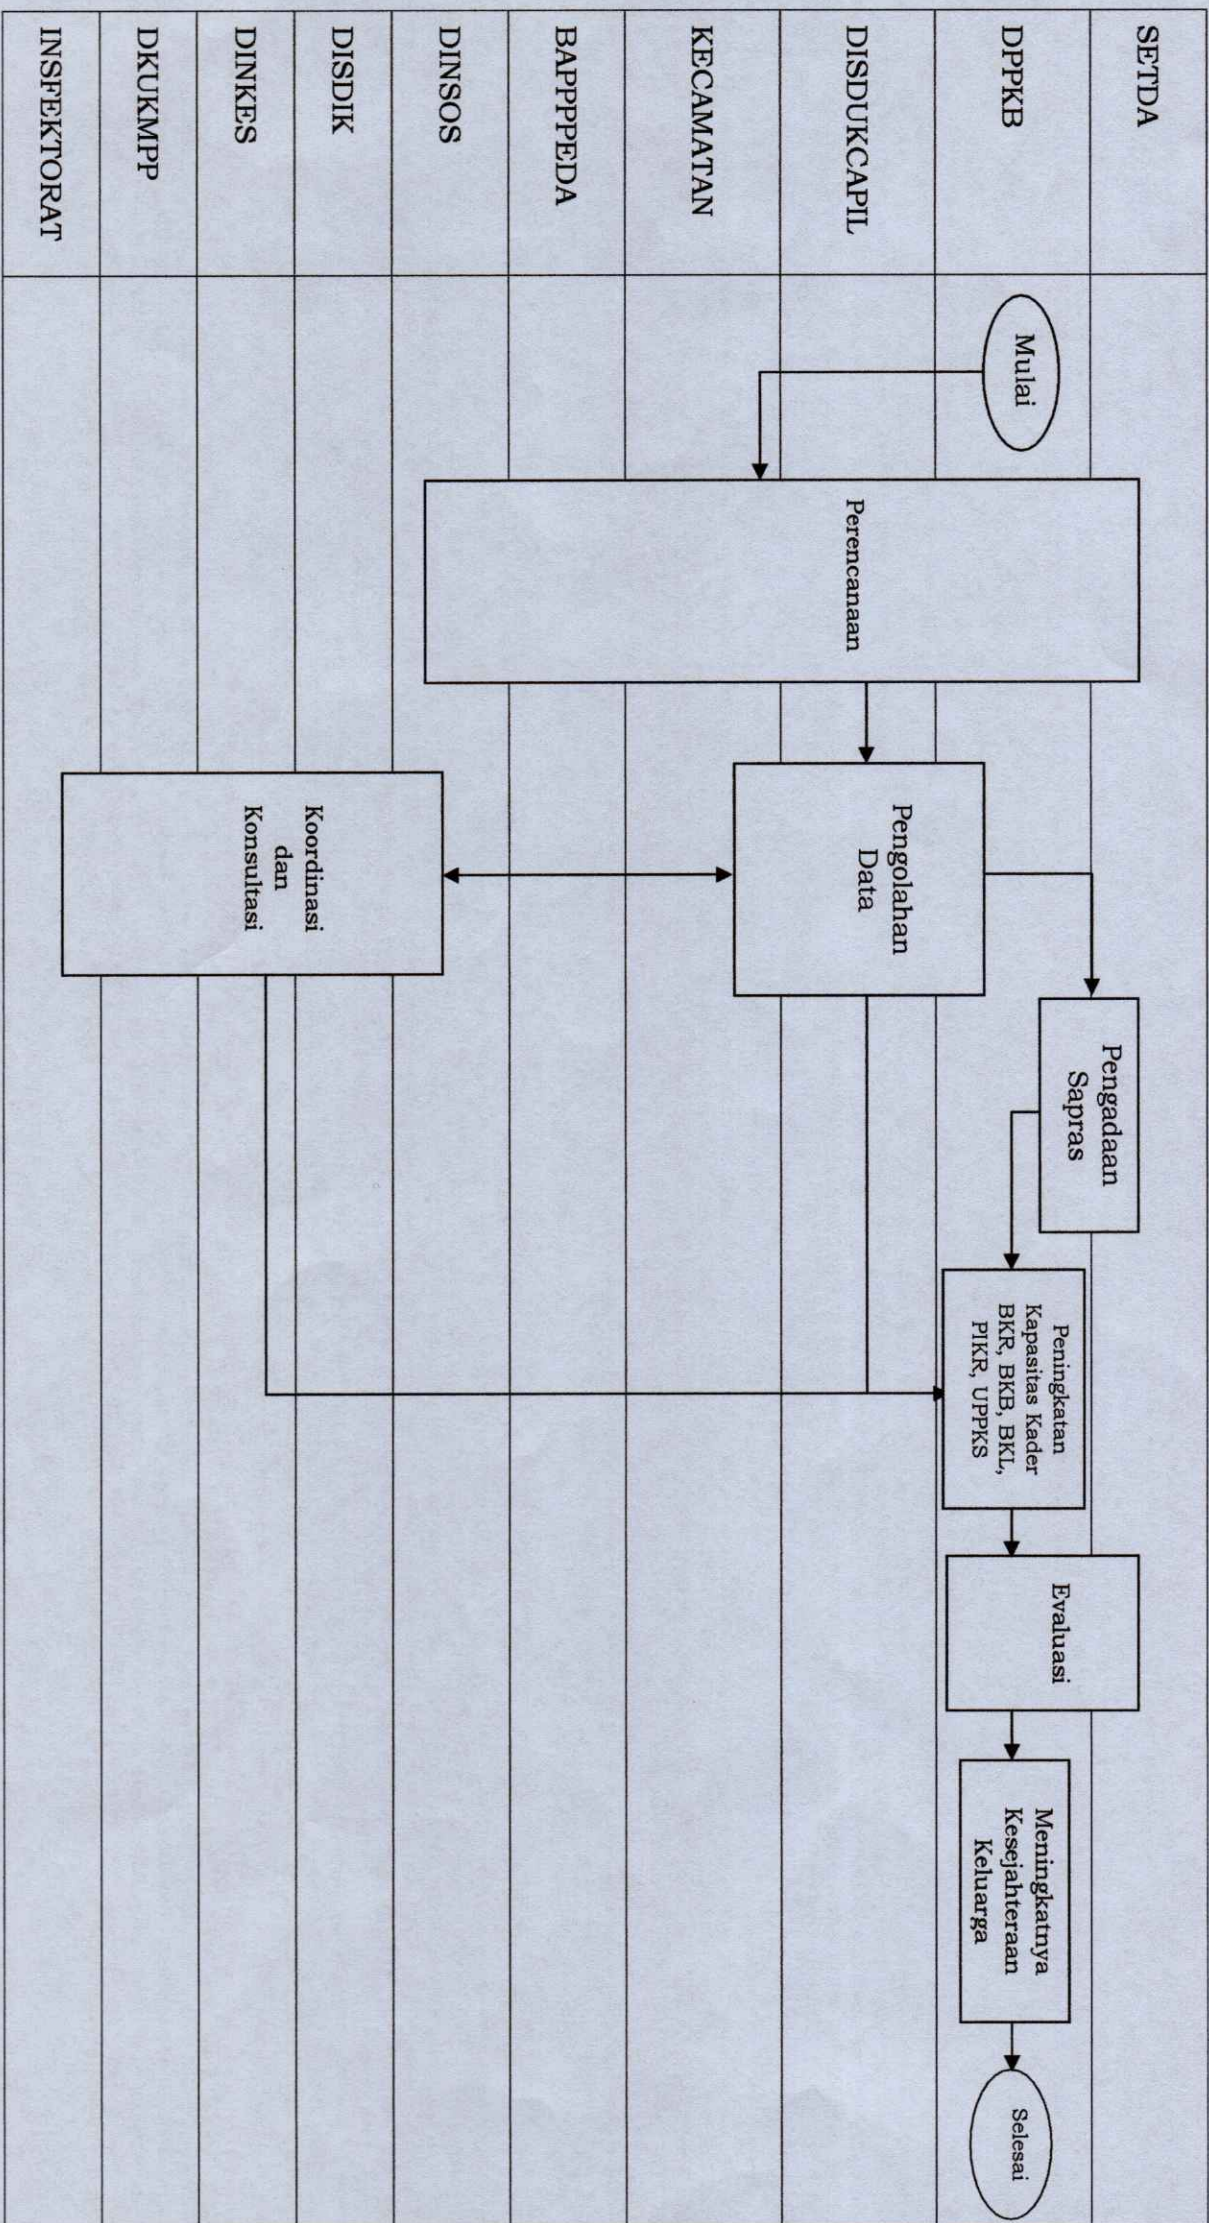 SETDA
DPPKB
DISDUKCAPIL
KECAMATAN
BAPPPEDA
DINSOS
DISDIK
DINKES
DKUKMPP
INSFEKTORAT
Mulai
Perencanaan
Pengolahan
Data
Koordinasi
dan
Konsultasi
Pengadaan
Sapras
Peningkatan
Kapasitas Kader
BKR, BKB, BKL,
PIKR, UPPKS
Evaluasi
Meningkatnya
Kesejahteraan
Keluarga
Selesai